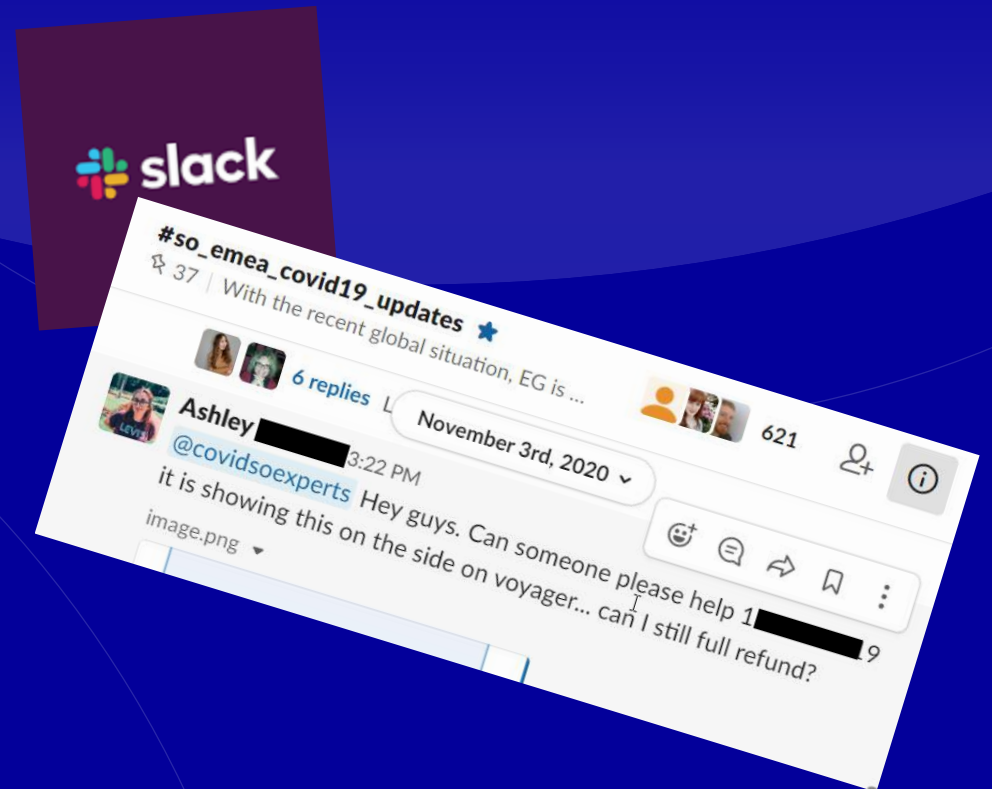 slack
#so_emea_covid19_updates
37 | With the recent global situation, EG is ...
621
6 replies L
November 3rd, 2020
Ashley 3:22 PM
@covidsoexperts Hey guys. Can someone please help 1 9
it is showing this on the side on voyager... can I still full refund?
image.png
LEVI'S